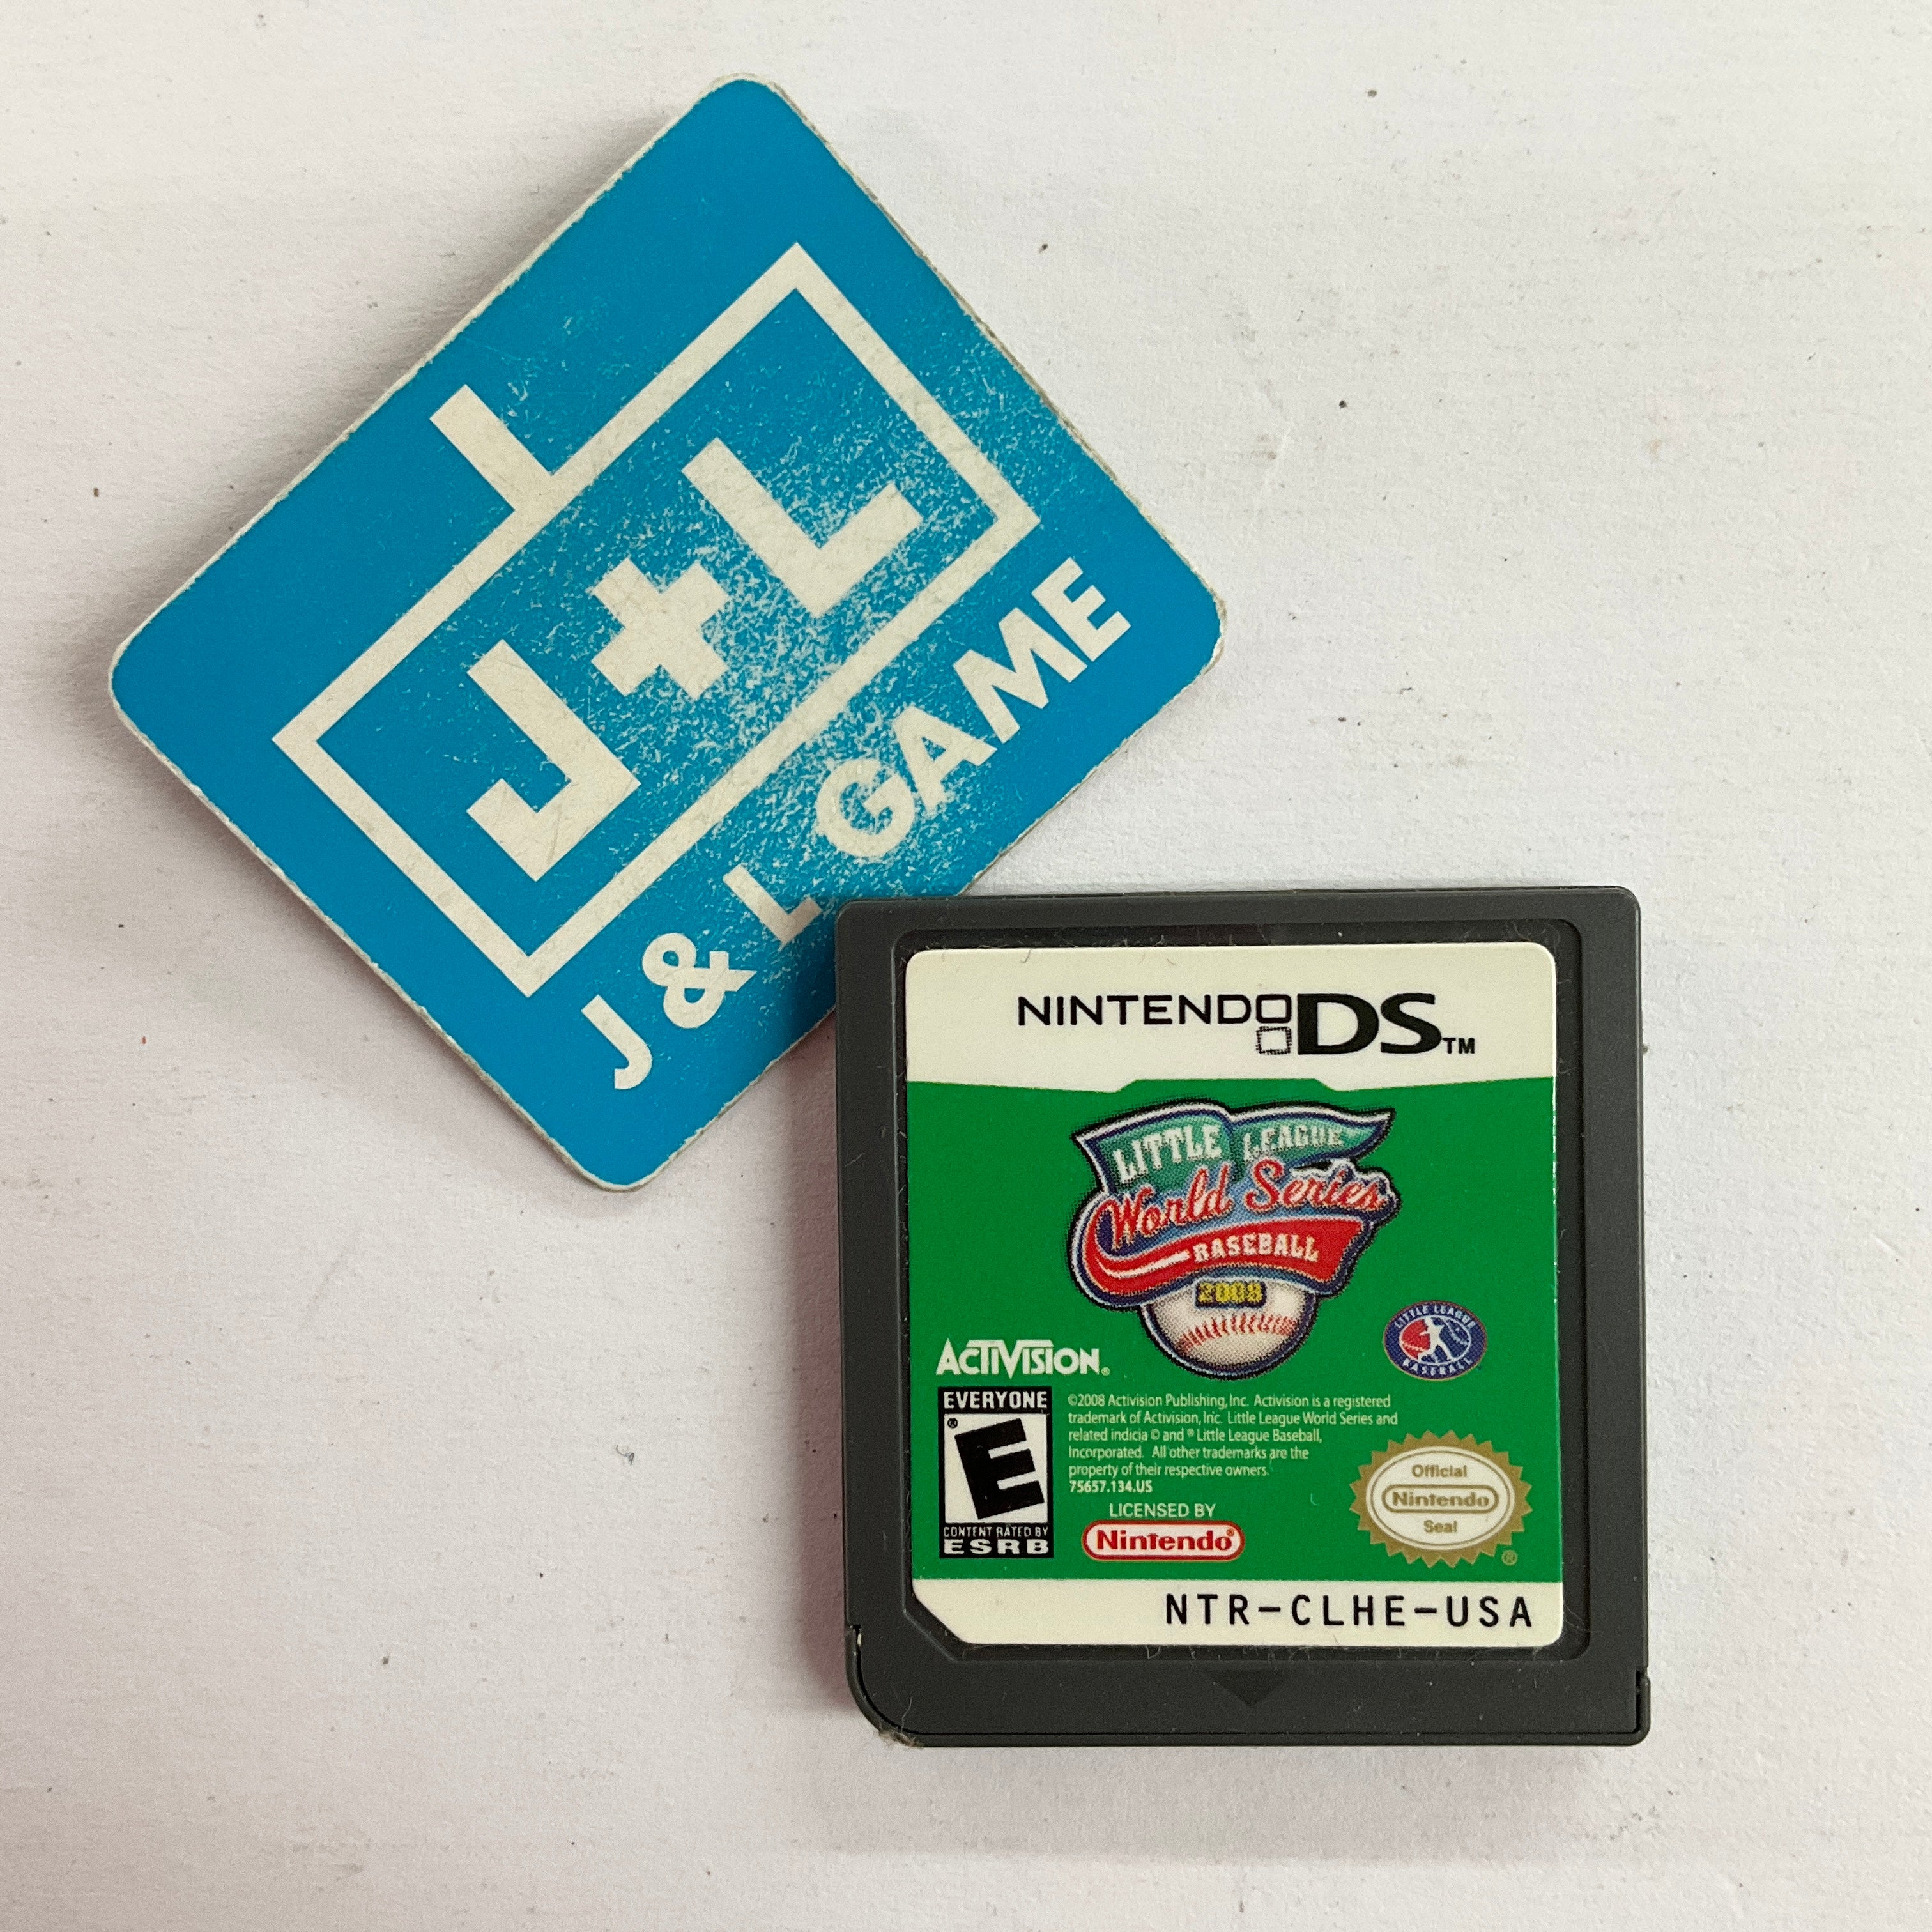 J+L
J & L GAME
NINTENDO DS™
LITTLE LEAGUE
World Series
BASEBALL
2008
ACTIVISION®
LITTLE LEAGUE
BASEBALL
EVERYONE
E®
CONTENT RATED BY
ESRB
©2008 Activision Publishing, Inc. Activision is a registered
trademark of Activision, Inc. Little League World Series and
related indicia © and ® Little League Baseball,
Incorporated. All other trademarks are the
property of their respective owners.
75657.134.US
LICENSED BY
Nintendo®
Official
Nintendo
Seal
®
NTR-CLHE-USA